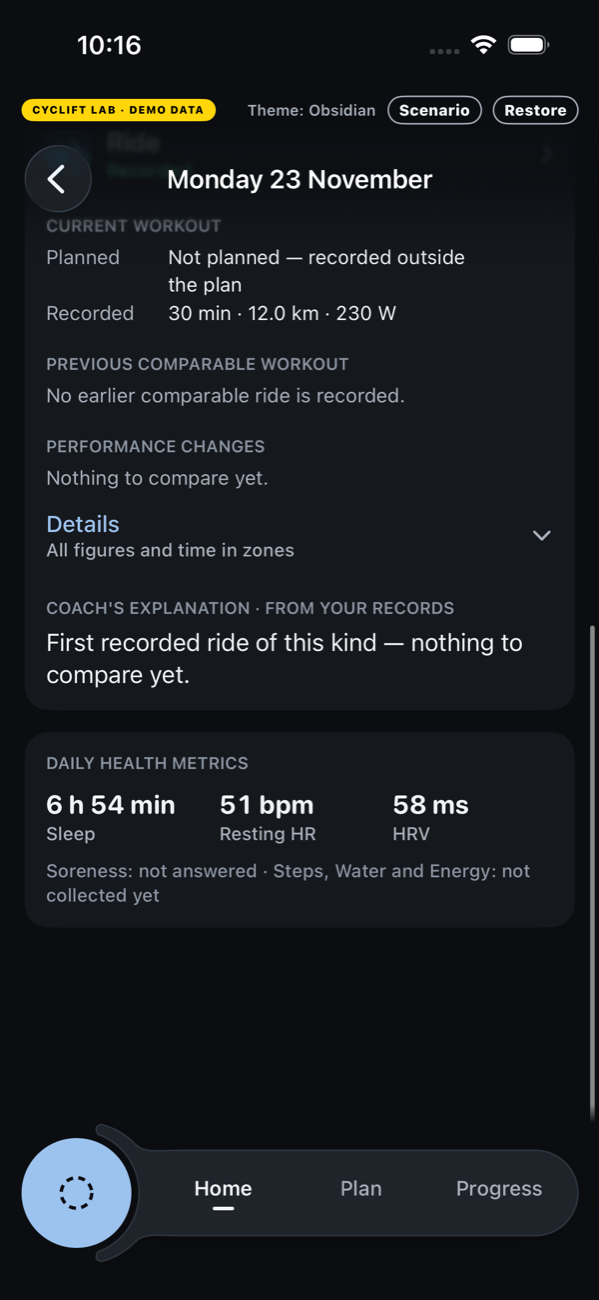 10:16
CYCLIFT LAB · DEMO DATA
Theme: Obsidian
Scenario
Restore
Ride
Recorded
Monday 23 November
CURRENT WORKOUT
Planned
Not planned — recorded outside
the plan
Recorded
30 min · 12.0 km · 230 W
PREVIOUS COMPARABLE WORKOUT
No earlier comparable ride is recorded.
PERFORMANCE CHANGES
Nothing to compare yet.
Details
All figures and time in zones
COACH'S EXPLANATION · FROM YOUR RECORDS
First recorded ride of this kind — nothing to
compare yet.
DAILY HEALTH METRICS
6 h 54 min
Sleep
51 bpm
Resting HR
58 ms
HRV
Soreness: not answered · Steps, Water and Energy: not
collected yet
Home
Plan
Progress